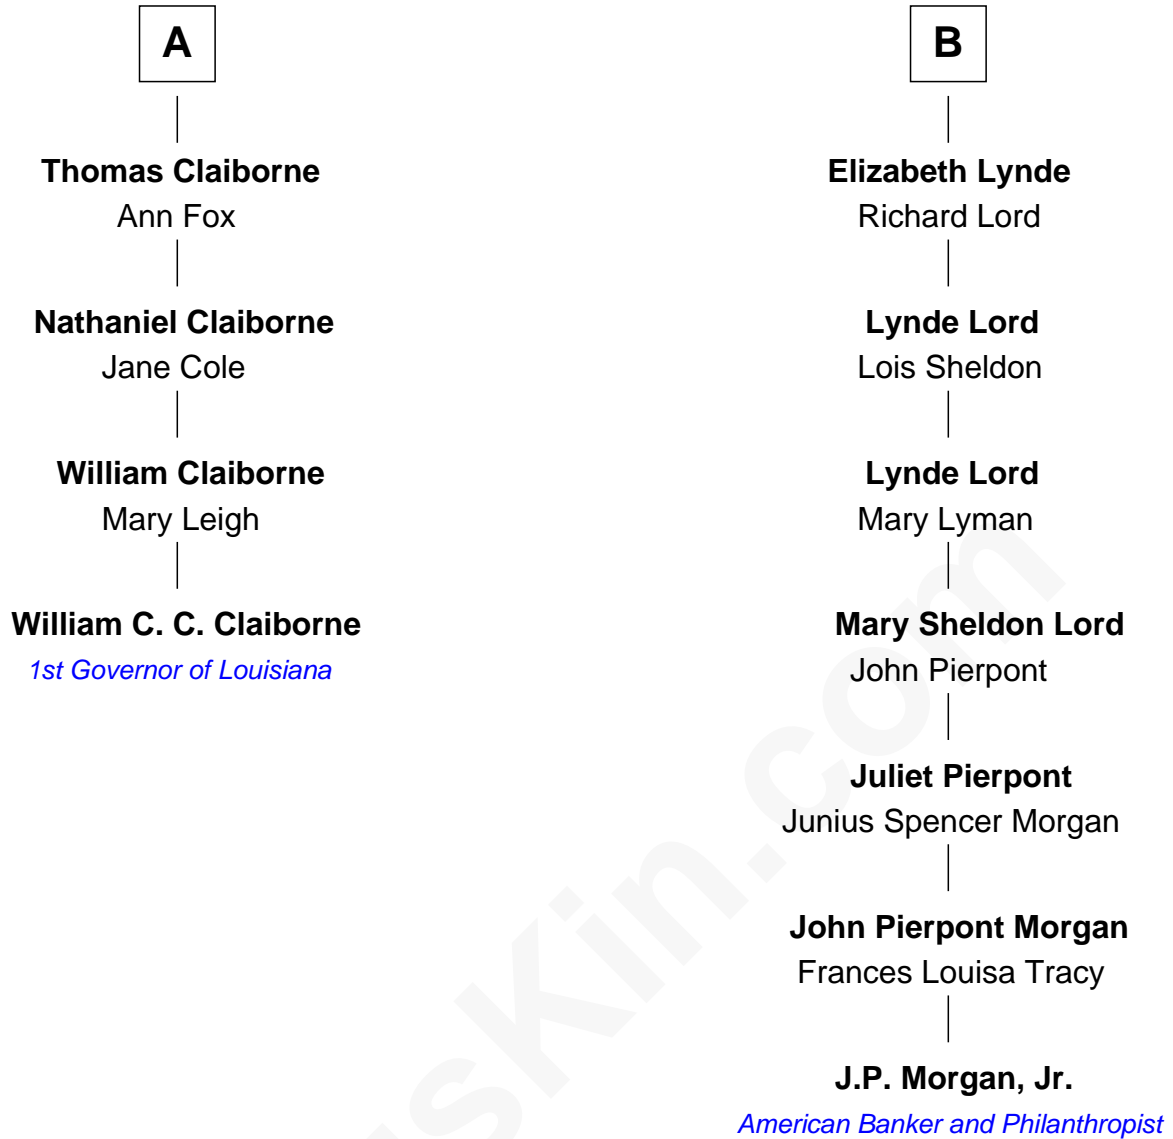 A
Thomas Claiborne
Ann Fox
Nathaniel Claiborne
Jane Cole
William Claiborne
Mary Leigh
William C. C. Claiborne
1st Governor of Louisiana
B
Elizabeth Lynde
Richard Lord
Lynde Lord
Lois Sheldon
Lynde Lord
Mary Lyman
Mary Sheldon Lord
John Pierpont
Juliet Pierpont
Junius Spencer Morgan
John Pierpont Morgan
Frances Louisa Tracy
J.P. Morgan, Jr.
American Banker and Philanthropist